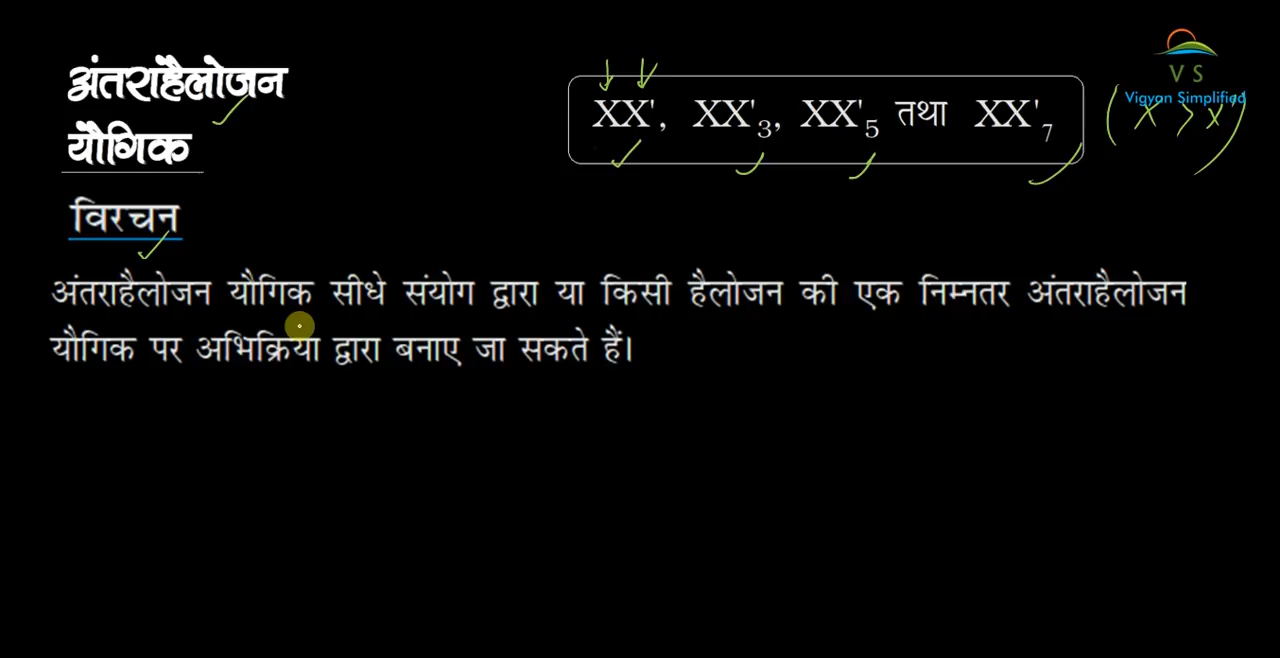 अंतराहैलोजन
यौगिक
XX', XX'₃, XX'₅ तथा XX'₇
(X > X')
V S
Vigyan Simplified
विरचन
अंतराहैलोजन यौगिक सीधे संयोग द्वारा या किसी हैलोजन की एक निम्नतर अंतराहैलोजन
यौगिक पर अभिक्रिया द्वारा बनाए जा सकते हैं।